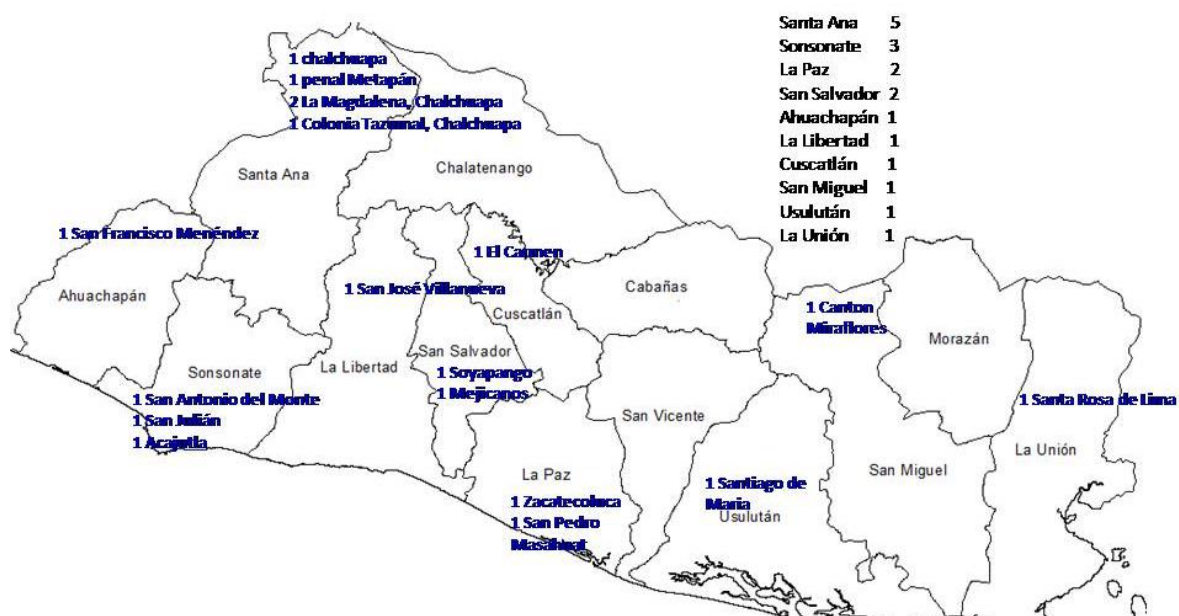 Santa Ana 5
Sonsonate 3
La Paz 2
San Salvador 2
Ahuachapán 1
La Libertad 1
Cuscatlán 1
San Miguel 1
Usulután 1
La Unión 1
1 chalchuapa
1 penal Metapán
2 La Magdalena, Chalchuapa
1 Colonia Tazumal, Chalchuapa
Santa Ana
Chalatenango
1 San Francisco Menéndez
Ahuachapán
1 El Carmen
Cuscatlán
1 San José Villanueva
La Libertad
Cabañas
1 Canton
Miraflores
Morazán
San Salvador
1 Soyapango
1 Mejicanos
Sonsonate
1 San Antonio del Monte
1 San Julián
1 Acajutla
San Vicente
1 Santa Rosa de Lima
La Unión
San Miguel
La Paz
1 Zacatecoluca
1 San Pedro
Masahuat
1 Santiago de
Maria
Usulután